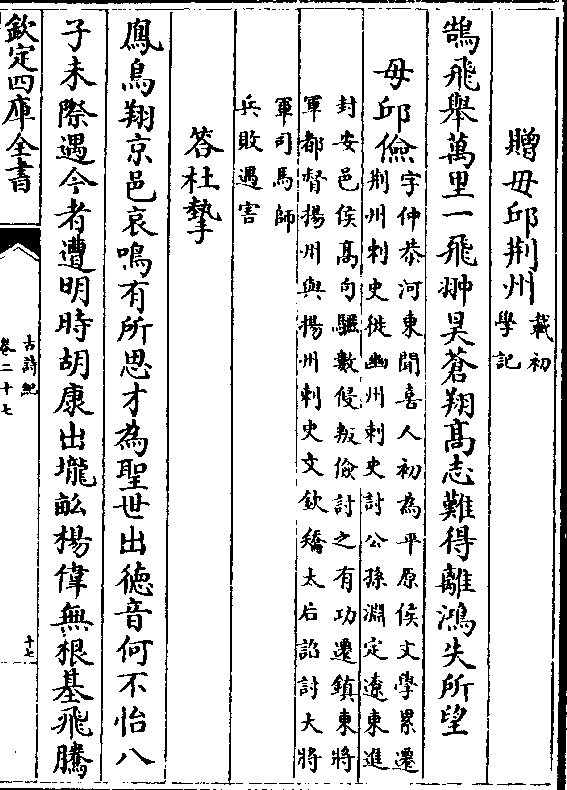 贈毋邱荆州載初
學記
鵠飛舉萬里一飛翀昊蒼翔髙志難得離鴻失所望
毋邱儉字仲恭河東聞喜人初為平原侯文學累遷
荆州刺史徙幽州刺史討公孫淵定遼東進
封安邑侯髙句驪數侵叛儉討之有功遷鎮東將
軍都督揚州與揚州刺史文欽矯太后詔討大將
軍司馬師
兵敗遇害
答杜摯
鳳鳥翔京邑哀鳴有所思才為聖世出徳音何不怡八
子未際遇今者遭明時胡康出壠畝楊偉無根基飛騰
欽定四庫全書
古詩紀
卷二十七
十七